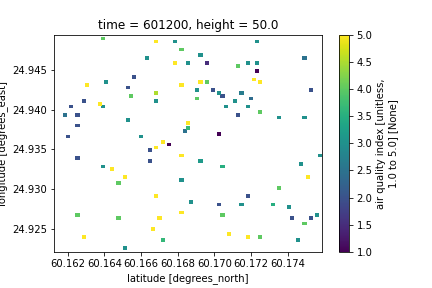 time = 601200, height = 50.0
longitude [degrees_east]
24.945
24.940
24.935
24.930
24.925
60.162 60.164 60.166 60.168 60.170 60.172 60.174
latitude [degrees_north]
5.0
4.5
4.0
3.5
3.0
2.5
2.0
1.5
1.0
air quality index [unitless,
1.0 to 5.0] [None]